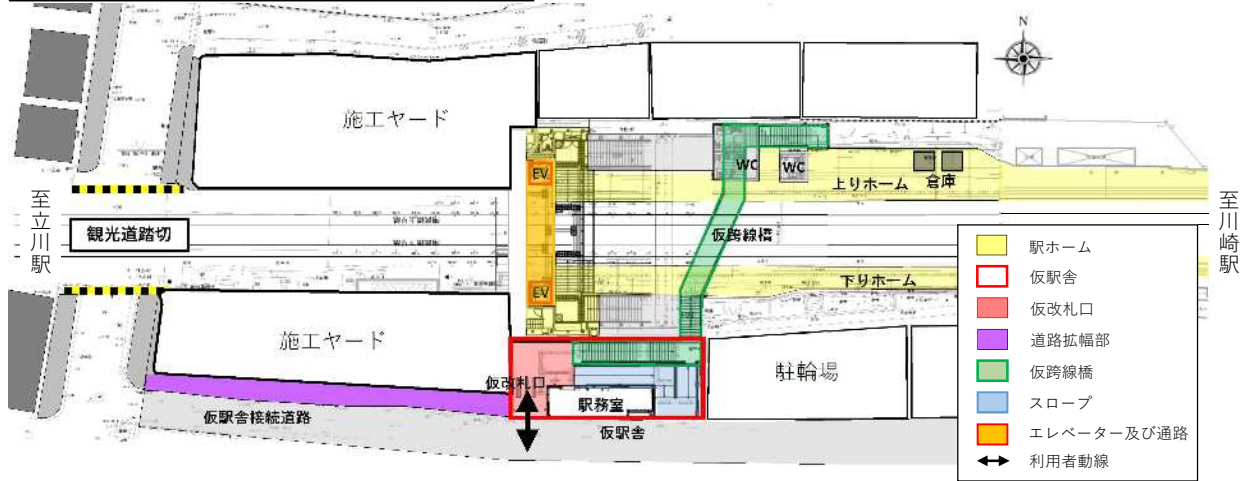 N
施工ヤード
EV
WC
WC
上りホーム
倉庫
至立川駅
観光道踏切
仮跨線橋
至川崎駅
EV
下りホーム
施工ヤード
駐輪場
仮改札口
駅務室
仮駅舎接続道路
仮駅舎
駅ホーム
仮駅舎
仮改札口
道路拡幅部
仮跨線橋
スロープ
エレベーター及び通路
利用者動線